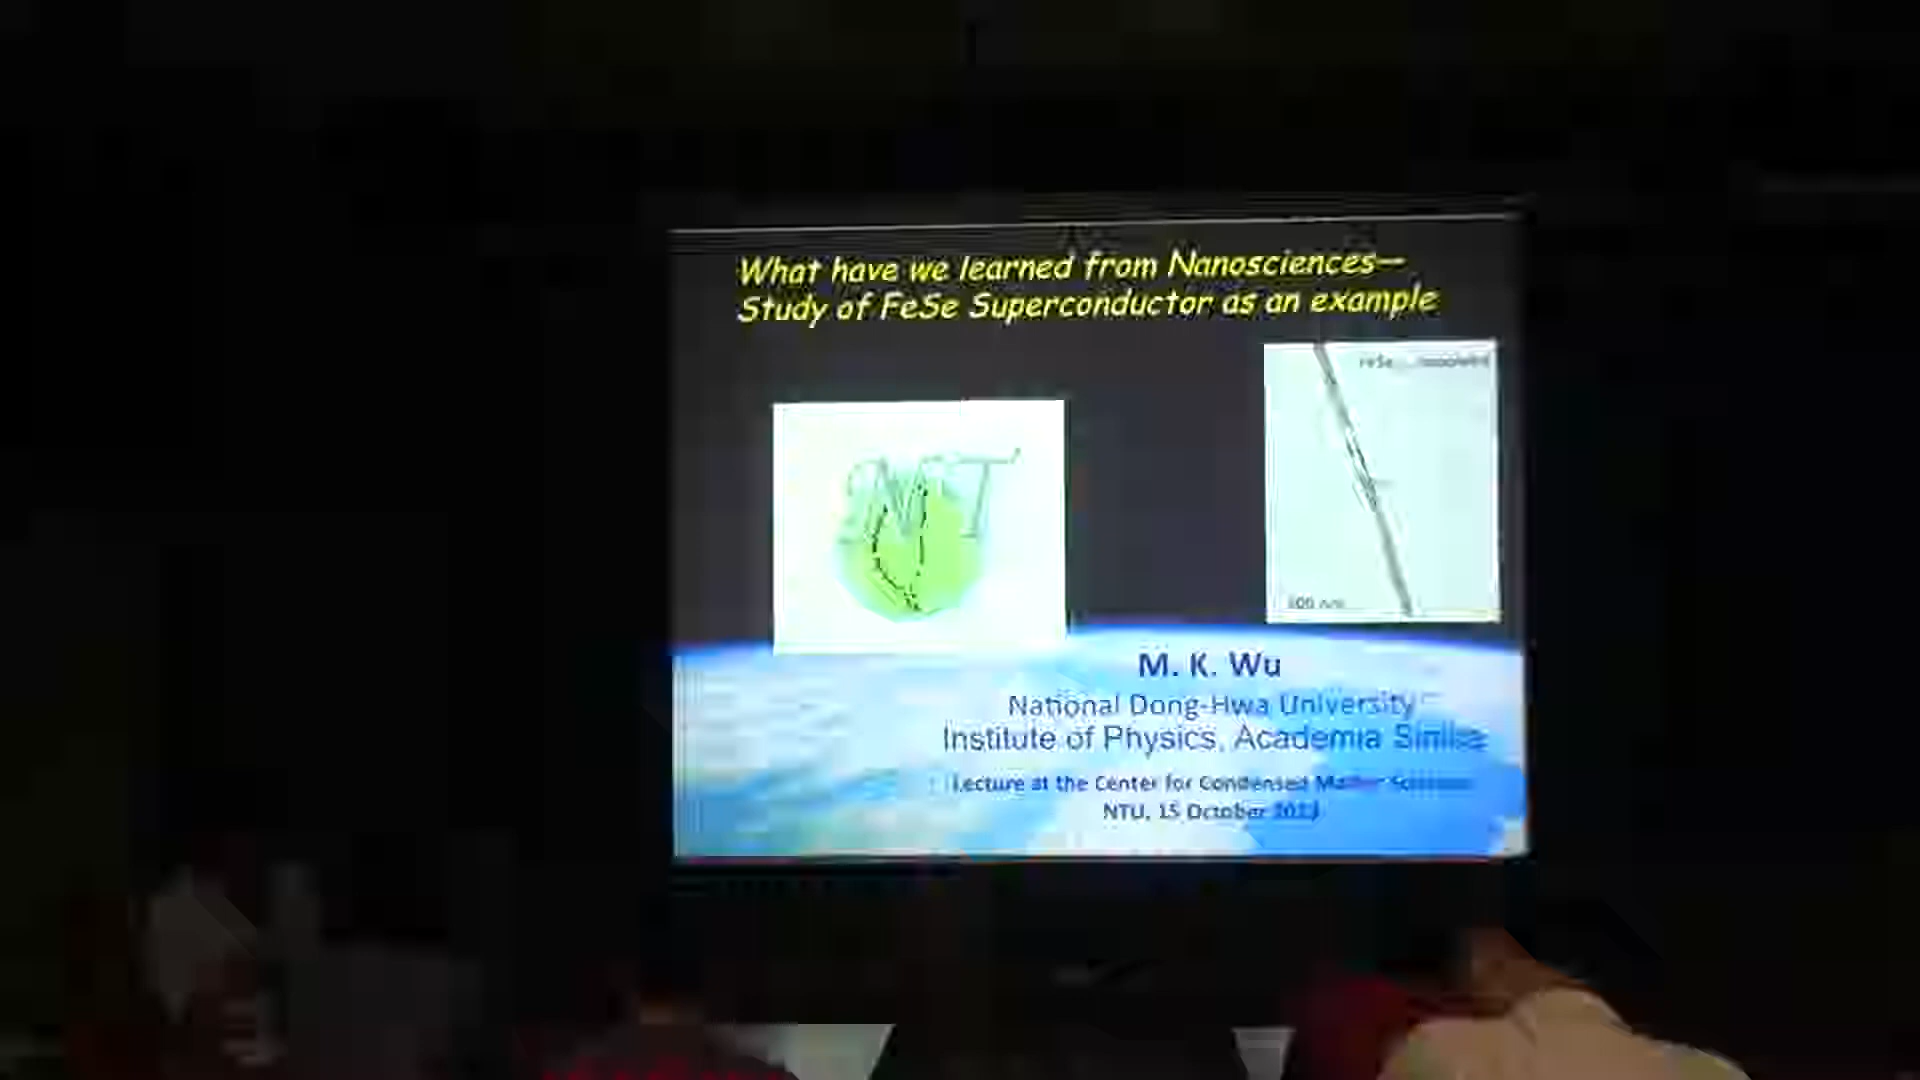 What have we learned from Nanosciences—
Study of FeSe Superconductor as an example
M. K. Wu
National Dong-Hwa University
Institute of Physics, Academia Sinica
Lecture at the Center for Condensed Matter Sciences
NTU, 15 October